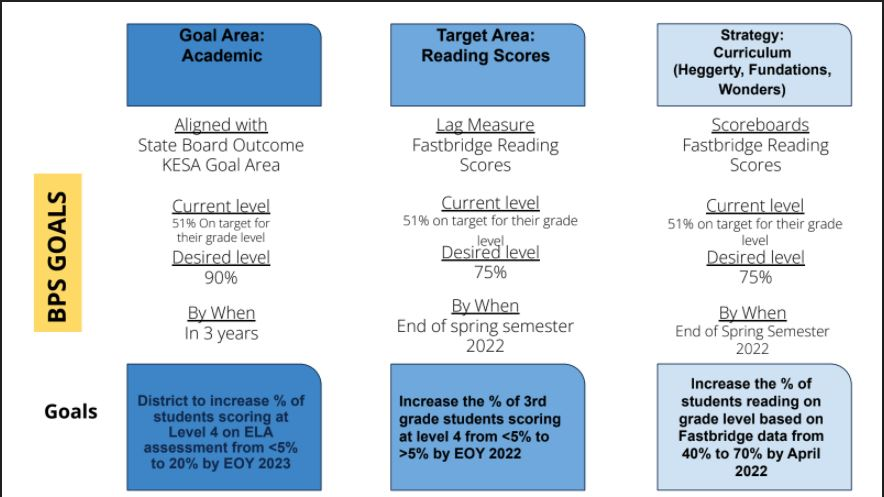 Goal Area:
Academic
Aligned with
State Board Outcome
KESA Goal Area
Current level
51% On target for
their grade level
Desired level
90%
By When
In 3 years
District to increase % of
students scoring at
Level 4 on ELA
assessment from <5%
to 20% by EOY 2023
Target Area:
Reading Scores
Lag Measure
Fastbridge Reading
Scores
Current level
51% on target for their grade
level
Desired level
75%
By When
End of spring semester
2022
Increase the % of 3rd
grade students scoring
at level 4 from <5% to
>5% by EOY 2022
Strategy:
Curriculum
(Heggerty, Fundations,
Wonders)
Scoreboards
Fastbridge Reading
Scores
Current level
51% on target for their grade
level
Desired level
75%
By When
End of Spring Semester
2022
Increase the % of
students reading on
grade level based on
Fastbridge data from
40% to 70% by April
2022
BPS GOALS
Goals